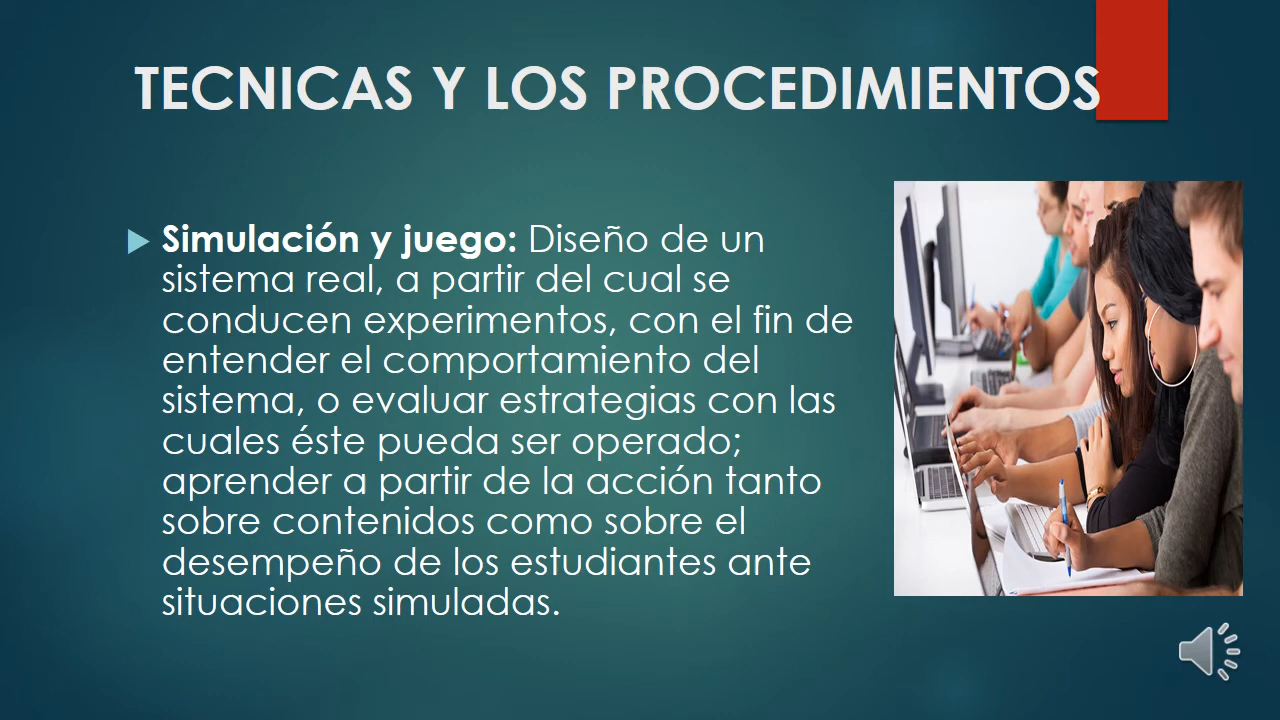 TECNICAS Y LOS PROCEDIMIENTOS
Simulación y juego: Diseño de un
sistema real, a partir del cual se
conducen experimentos, con el fin de
entender el comportamiento del
sistema, o evaluar estrategias con las
cuales éste pueda ser operado;
aprender a partir de la acción tanto
sobre contenidos como sobre el
desempeño de los estudiantes ante
situaciones simuladas.